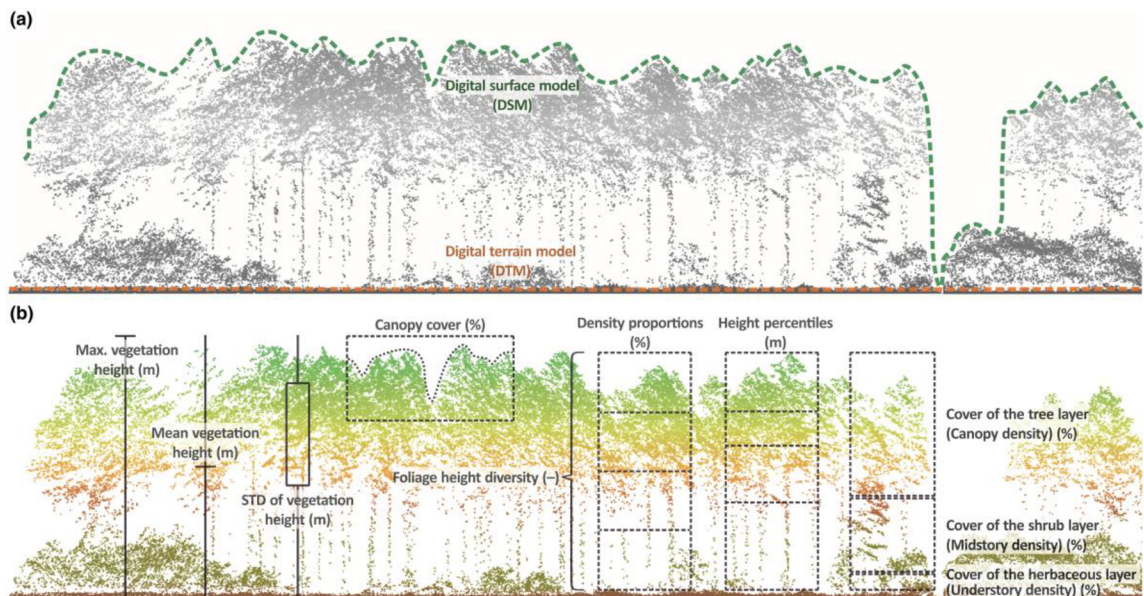 (a)
Digital surface model
(DSM)
Digital terrain model
(DTM)
(b)
Max. vegetation
height (m)
Mean vegetation
height (m)
STD of vegetation
height (m)
Canopy cover (%)
Foliage height diversity (–)
Density proportions
(%)
Height percentiles
(m)
Cover of the tree layer
(Canopy density) (%)
Cover of the shrub layer
(Midstory density) (%)
Cover of the herbaceous layer
(Understory density) (%)